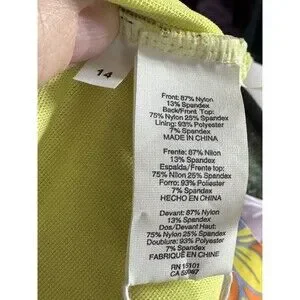 14
Front: 87% Nylon
13% Spandex
Back/Front Top:
75% Nylon 25% Spandex
Lining: 93% Polyester
7% Spandex
MADE IN CHINA
Frente: 87% Nilon
13% Spandex
Espalda/Frente top:
75% Nilon 25% Spandex
Forro: 93% Polyester
7% Spandex
HECHO EN CHINA
Devant: 87% Nylon
13% Spandex
Dos/Devant Haut:
75% Nylon 25% Spandex
Doublure: 93% Polyester
7% Spandex
FABRIQUÉ EN CHINE
RN 15101
CA